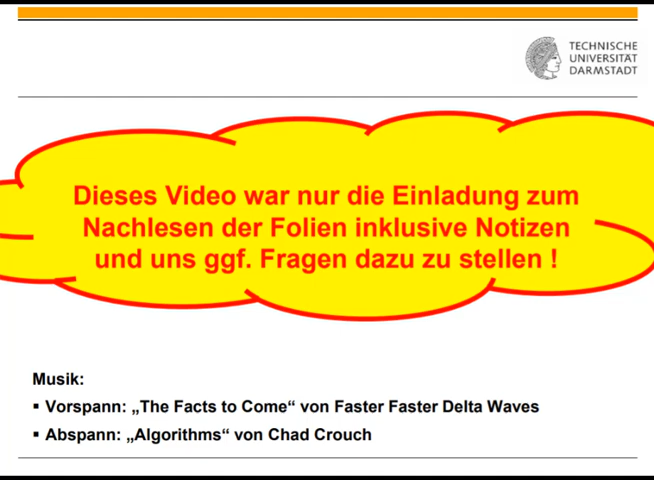 TECHNISCHE
UNIVERSITÄT
DARMSTADT
Dieses Video war nur die Einladung zum
Nachlesen der Folien inklusive Notizen
und uns ggf. Fragen dazu zu stellen !
Musik:
▪ Vorspann: „The Facts to Come“ von Faster Faster Delta Waves
▪ Abspann: „Algorithms“ von Chad Crouch